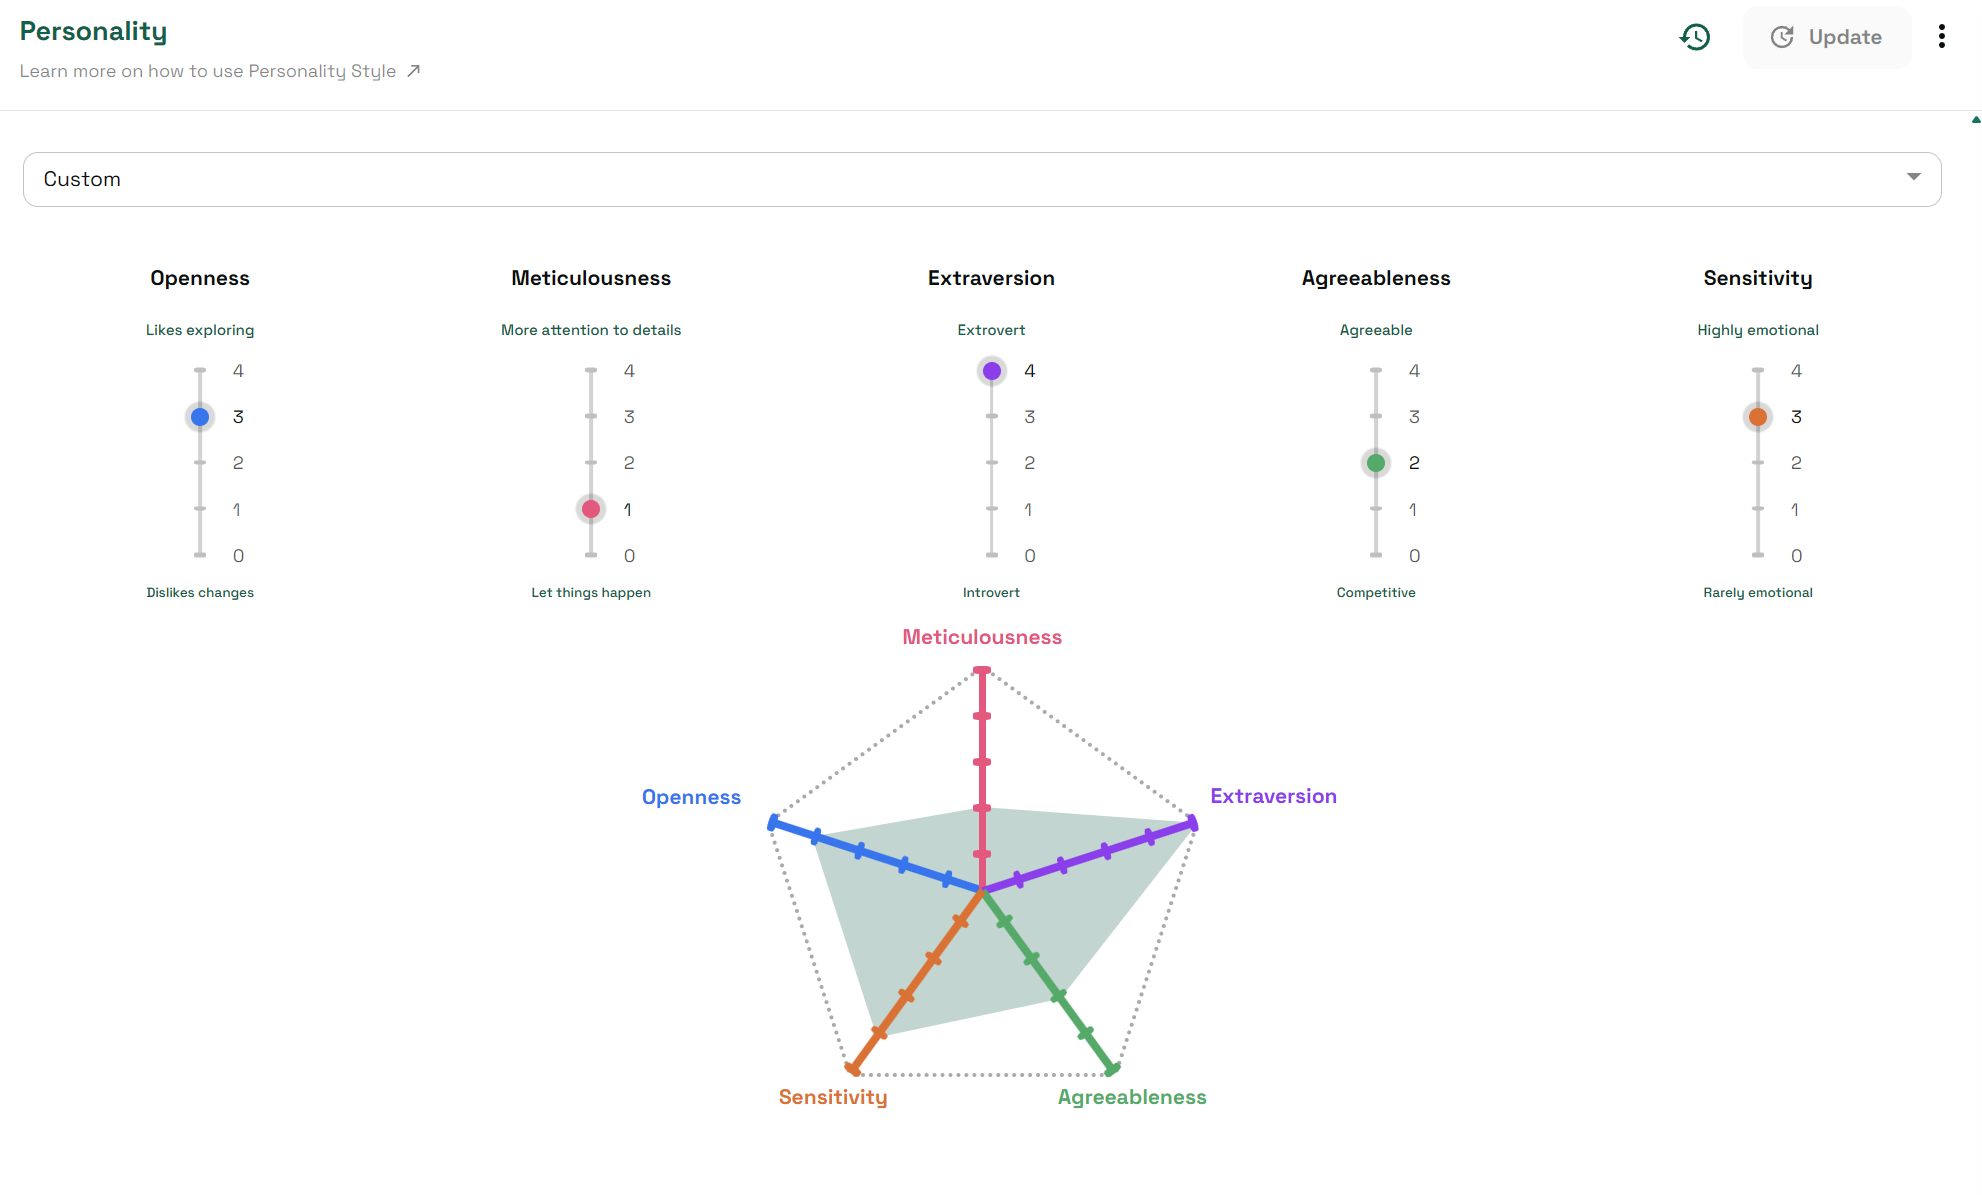 Personality
Learn more on how to use Personality Style
Update
Custom
Openness
Likes exploring
4
3
2
1
0
Dislikes changes
Meticulousness
More attention to details
4
3
2
1
0
Let things happen
Extraversion
Extrovert
4
3
2
1
0
Introvert
Agreeableness
Agreeable
4
3
2
1
0
Competitive
Sensitivity
Highly emotional
4
3
2
1
0
Rarely emotional
Meticulousness
Openness
Extraversion
Sensitivity
Agreeableness